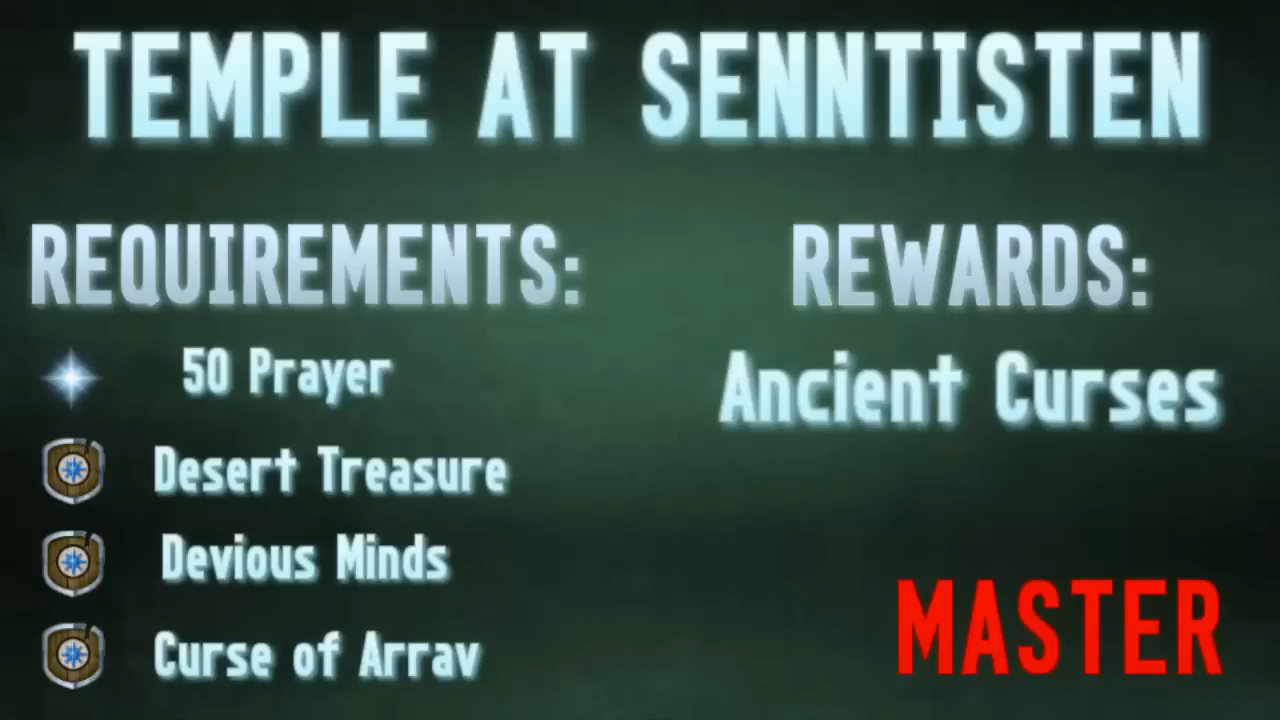 TEMPLE AT SENNTISTEN
REQUIREMENTS:
50 Prayer
Desert Treasure
Devious Minds
Curse of Arrav
REWARDS:
Ancient Curses
MASTER